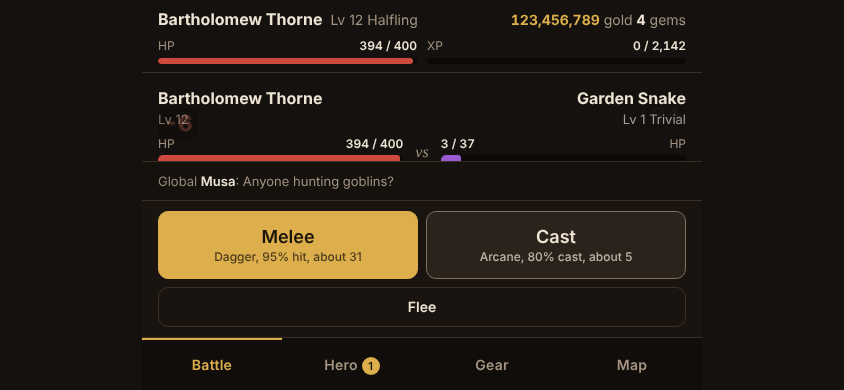 Bartholomew Thorne Lv 12 Halfling 123,456,789 gold 4 gems
HP 394 / 400 XP 0 / 2,142
Bartholomew Thorne Garden Snake
Lv 12 Lv 1 Trivial
-6
HP 394 / 400 vs 3 / 37 HP
Global Musa: Anyone hunting goblins?
Melee Cast
Dagger, 95% hit, about 31 Arcane, 80% cast, about 5
Flee
Battle Hero 1 Gear Map